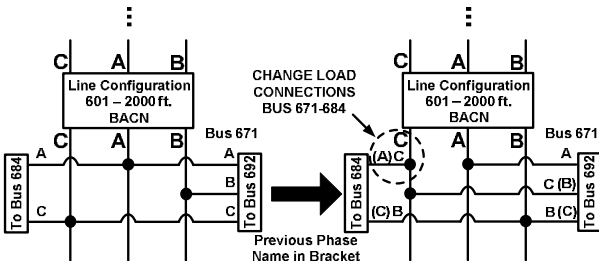 C A B
Line Configuration
601 – 2000 ft.
BACN
C A B
Bus 671
To Bus 684
A
C
A
B
C
To Bus 692
CHANGE LOAD
CONNECTIONS
BUS 671-684
Previous Phase
Name in Bracket
C A B
Line Configuration
601 – 2000 ft.
BACN
C A B
Bus 671
To Bus 684
(A) C
(C) B
A
C (B)
B (C)
To Bus 692